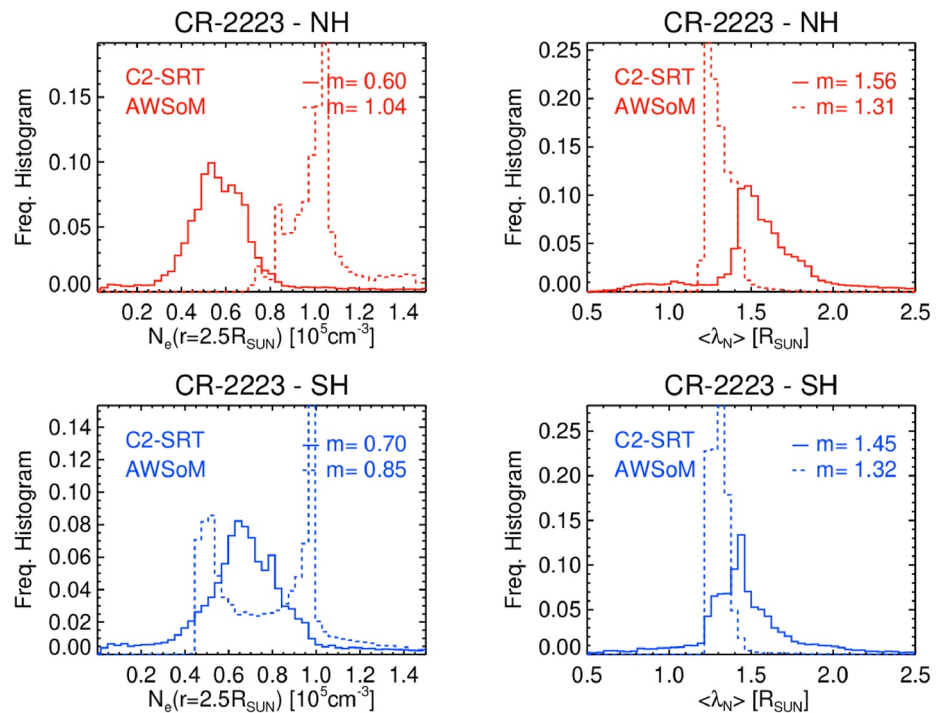 CR-2223 - NH
Freq. Histogram
0.15
0.10
0.05
0.00
C2-SRT m= 0.60
AWSoM m= 1.04
0.2 0.4 0.6 0.8 1.0 1.2 1.4
Nₑ(r=2.5R_SUN) [10⁵cm⁻³]
CR-2223 - NH
Freq. Histogram
0.25
0.20
0.15
0.10
0.05
0.00
C2-SRT m= 1.56
AWSoM m= 1.31
0.5 1.0 1.5 2.0 2.5
<λ_N> [R_SUN]
CR-2223 - SH
Freq. Histogram
0.14
0.12
0.10
0.08
0.06
0.04
0.02
0.00
C2-SRT m= 0.70
AWSoM m= 0.85
0.2 0.4 0.6 0.8 1.0 1.2 1.4
Nₑ(r=2.5R_SUN) [10⁵cm⁻³]
CR-2223 - SH
Freq. Histogram
0.25
0.20
0.15
0.10
0.05
0.00
C2-SRT m= 1.45
AWSoM m= 1.32
0.5 1.0 1.5 2.0 2.5
<λ_N> [R_SUN]